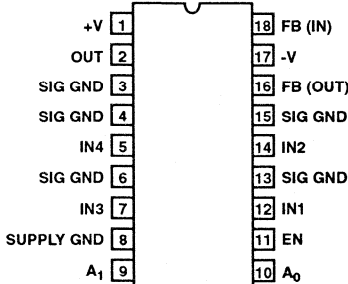 +V 1 18 FB (IN)
OUT 2 17 -V
SIG GND 3 16 FB (OUT)
SIG GND 4 15 SIG GND
IN4 5 14 IN2
SIG GND 6 13 SIG GND
IN3 7 12 IN1
SUPPLY GND 8 11 EN
A1 9 10 A0